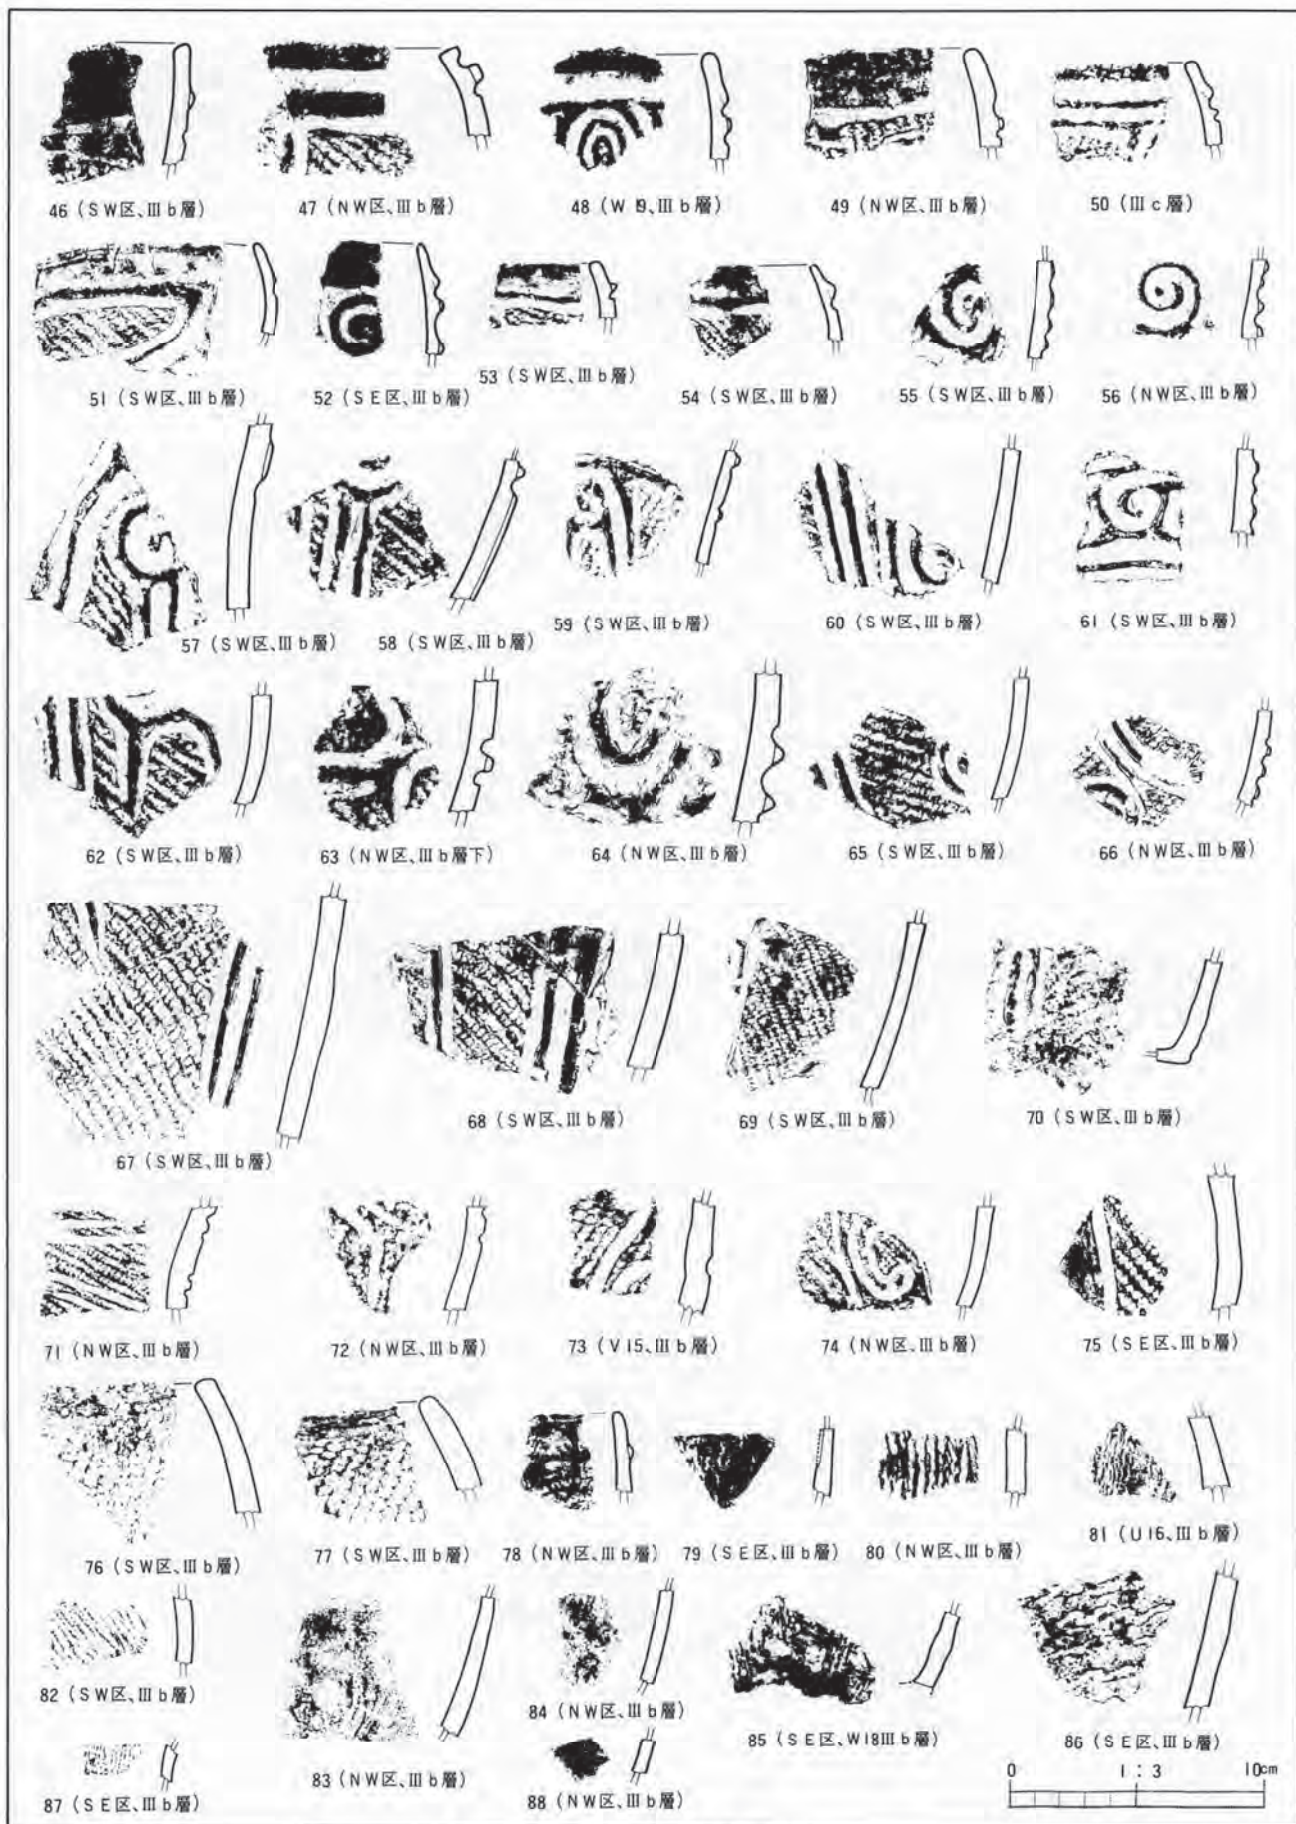 46 (SW区、Ⅲb層)
47 (NW区、Ⅲb層)
48 (W19、Ⅲb層)
49 (NW区、Ⅲb層)
50 (Ⅲc層)
51 (SW区、Ⅲb層)
52 (SE区、Ⅲb層)
53 (SW区、Ⅲb層)
54 (SW区、Ⅲb層)
55 (SW区、Ⅲb層)
56 (NW区、Ⅲb層)
57 (SW区、Ⅲb層)
58 (SW区、Ⅲb層)
59 (SW区、Ⅲb層)
60 (SW区、Ⅲb層)
61 (SW区、Ⅲb層)
62 (SW区、Ⅲb層)
63 (NW区、Ⅲb層下)
64 (NW区、Ⅲb層)
65 (SW区、Ⅲb層)
66 (NW区、Ⅲb層)
67 (SW区、Ⅲb層)
68 (SW区、Ⅲb層)
69 (SW区、Ⅲb層)
70 (SW区、Ⅲb層)
71 (NW区、Ⅲb層)
72 (NW区、Ⅲb層)
73 (V15、Ⅲb層)
74 (NW区、Ⅲb層)
75 (SE区、Ⅲb層)
76 (SW区、Ⅲb層)
77 (SW区、Ⅲb層)
78 (NW区、Ⅲb層)
79 (SE区、Ⅲb層)
80 (NW区、Ⅲb層)
81 (U16、Ⅲb層)
82 (SW区、Ⅲb層)
83 (NW区、Ⅲb層)
84 (NW区、Ⅲb層)
85 (SE区、W18Ⅲb層)
86 (SE区、Ⅲb層)
87 (SE区、Ⅲb層)
88 (NW区、Ⅲb層)
0 1:3 10cm